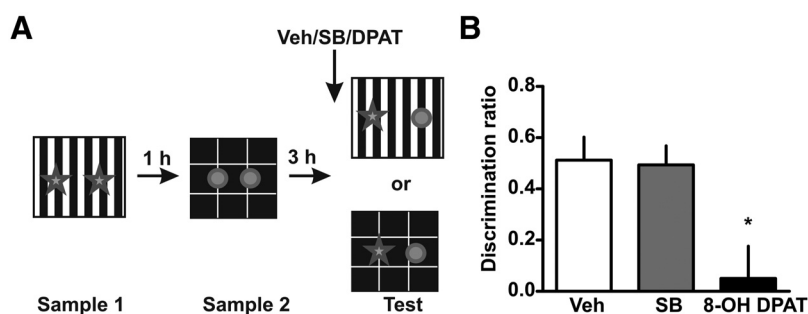 A
Veh/SB/DPAT
1 h
3 h
or
Sample 1
Sample 2
Test
B
Discrimination ratio
0.8
0.6
0.4
0.2
0.0
*
Veh
SB
8-OH DPAT